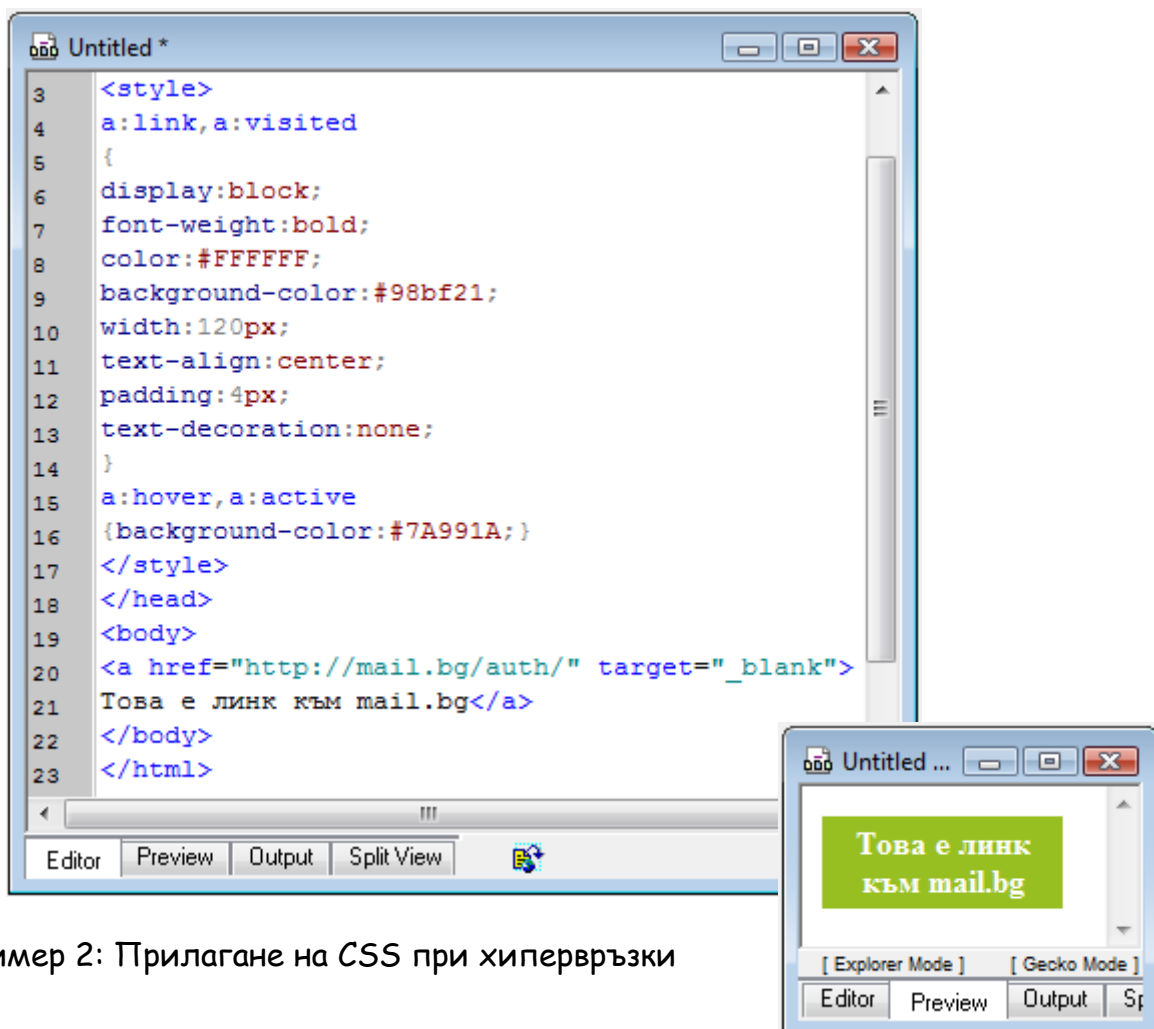 Untitled *
3 <style>
4 a:link,a:visited
5 {
6 display:block;
7 font-weight:bold;
8 color:#FFFFFF;
9 background-color:#98bf21;
10 width:120px;
11 text-align:center;
12 padding:4px;
13 text-decoration:none;
14 }
15 a:hover,a:active
16 {background-color:#7A991A;}
17 </style>
18 </head>
19 <body>
20 <a href="http://mail.bg/auth/" target="_blank">
21 Това е линк към mail.bg</a>
22 </body>
23 </html>
Editor Preview Output Split View
Untitled ...
Това е линк
към mail.bg
[ Explorer Mode ] [ Gecko Mode ]
Editor Preview Output Sp
имер 2: Прилагане на CSS при хипервръзки